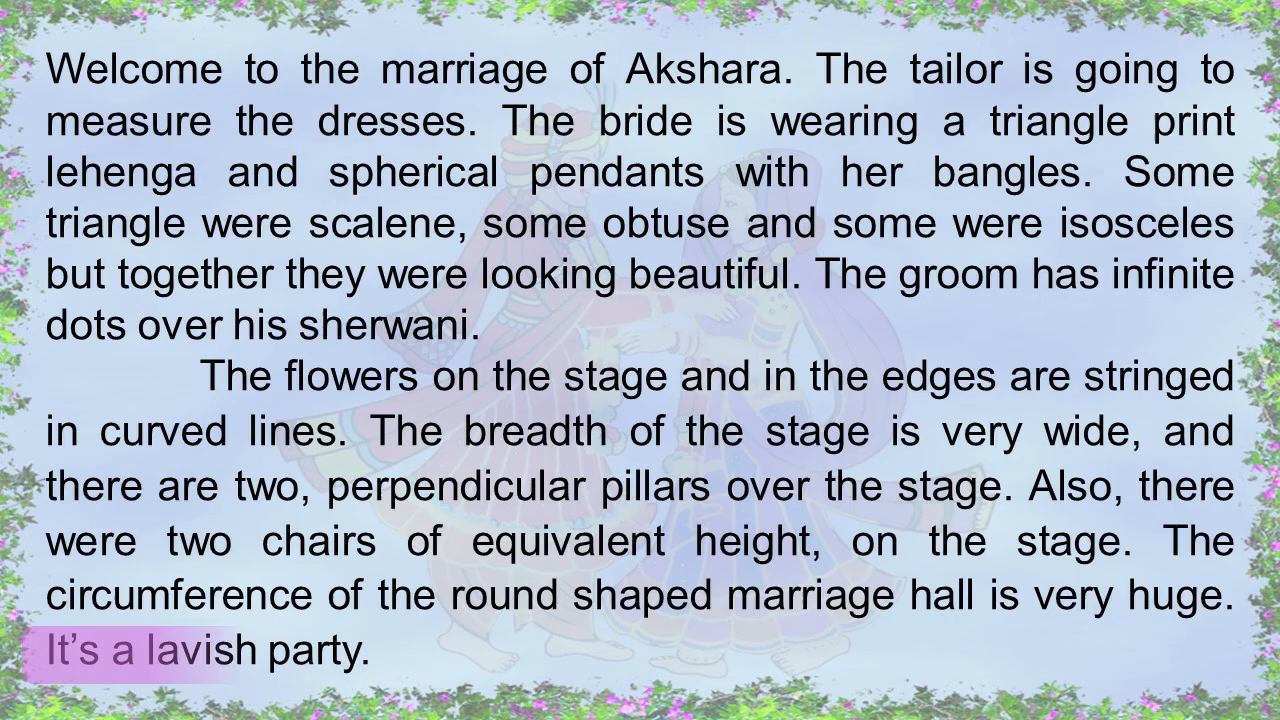 Welcome to the marriage of Akshara. The tailor is going to
measure the dresses. The bride is wearing a triangle print
lehenga and spherical pendants with her bangles. Some
triangle were scalene, some obtuse and some were isosceles
but together they were looking beautiful. The groom has infinite
dots over his sherwani.
The flowers on the stage and in the edges are stringed
in curved lines. The breadth of the stage is very wide, and
there are two, perpendicular pillars over the stage. Also, there
were two chairs of equivalent height, on the stage. The
circumference of the round shaped marriage hall is very huge.
It’s a lavish party.